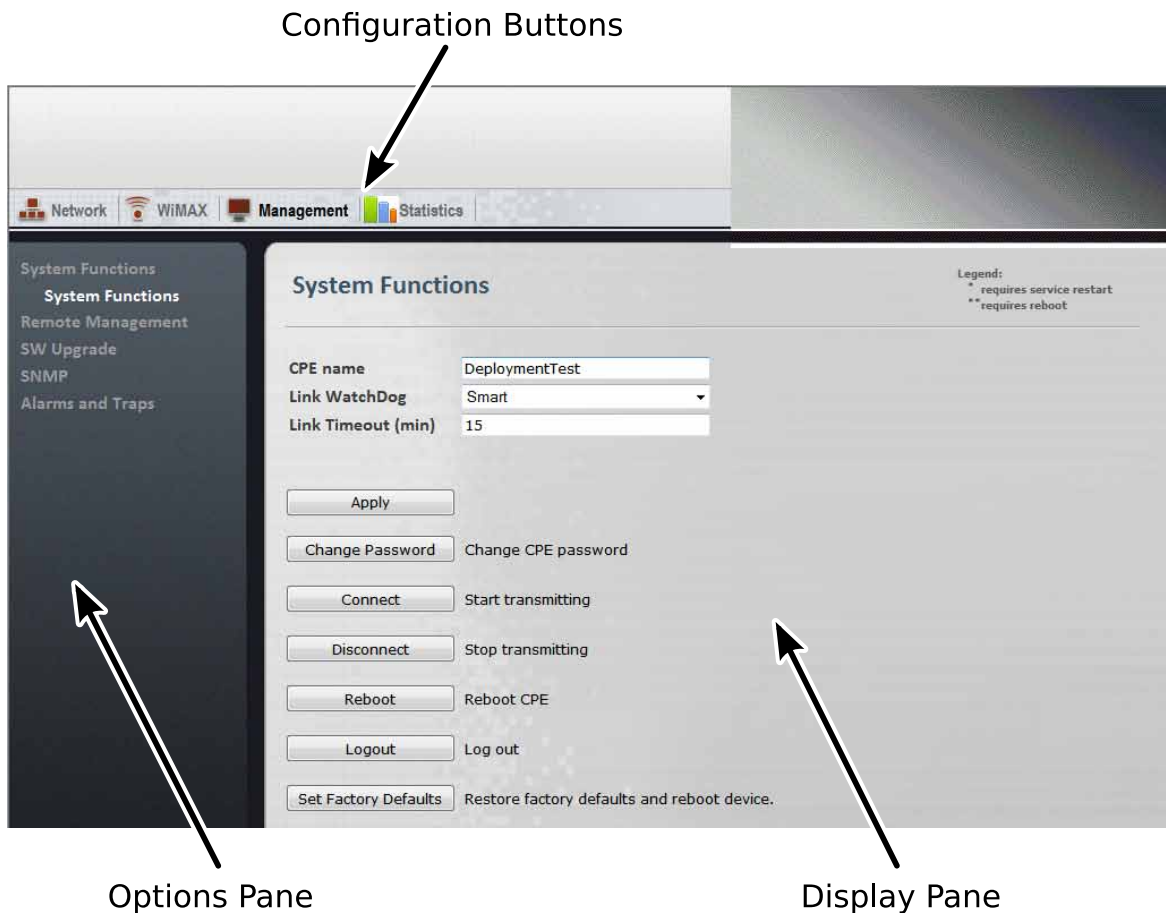 Configuration Buttons
Network WiMAX Management Statistics
System Functions
System Functions
Remote Management
SW Upgrade
SNMP
Alarms and Traps
System Functions
Legend:
* requires service restart
** requires reboot
CPE name DeploymentTest
Link WatchDog Smart
Link Timeout (min) 15
Apply
Change Password Change CPE password
Connect Start transmitting
Disconnect Stop transmitting
Reboot Reboot CPE
Logout Log out
Set Factory Defaults Restore factory defaults and reboot device.
Options Pane
Display Pane